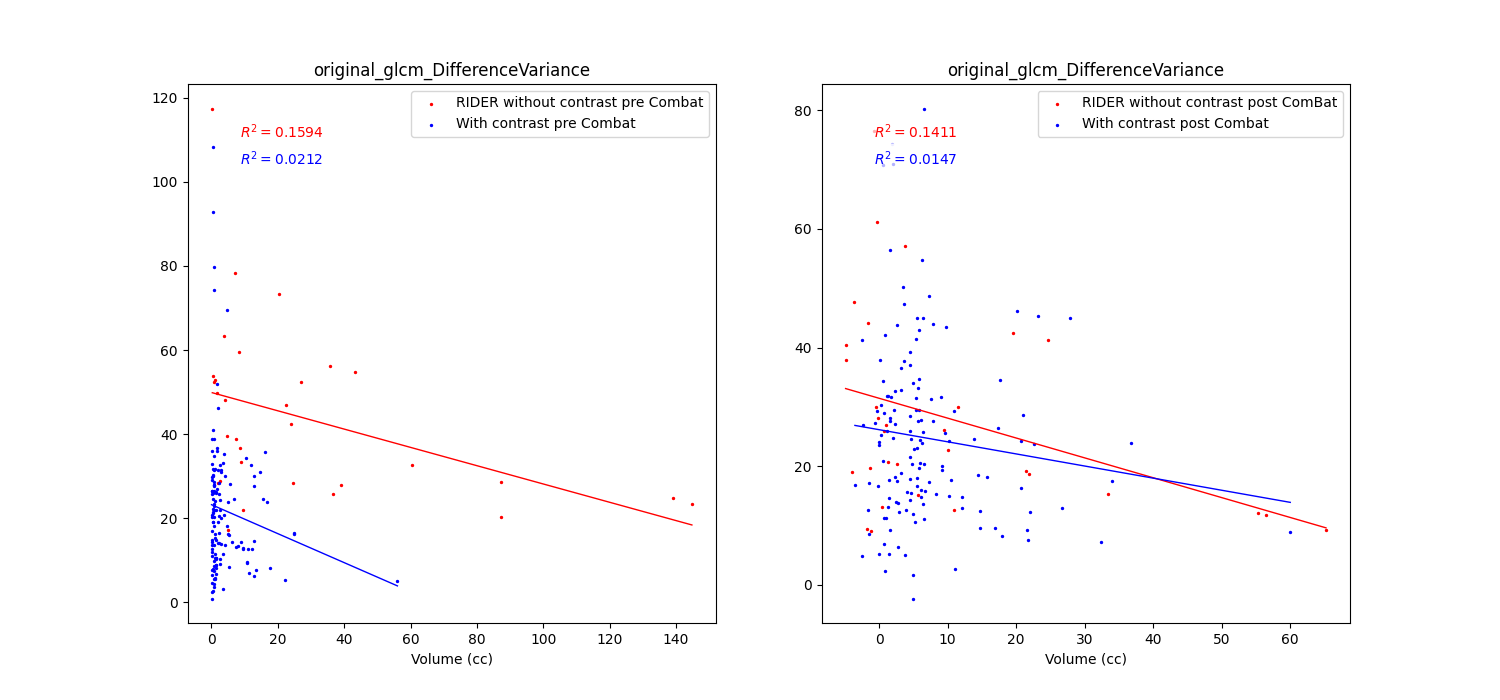 original_glcm_DifferenceVariance
RIDER without contrast pre Combat
With contrast pre Combat
R² = 0.1594
R² = 0.0212
120
100
80
60
40
20
0
0 20 40 60 80 100 120 140
Volume (cc)
original_glcm_DifferenceVariance
RIDER without contrast post ComBat
With contrast post Combat
R² = 0.1411
R² = 0.0147
80
60
40
20
0
0 10 20 30 40 50 60
Volume (cc)